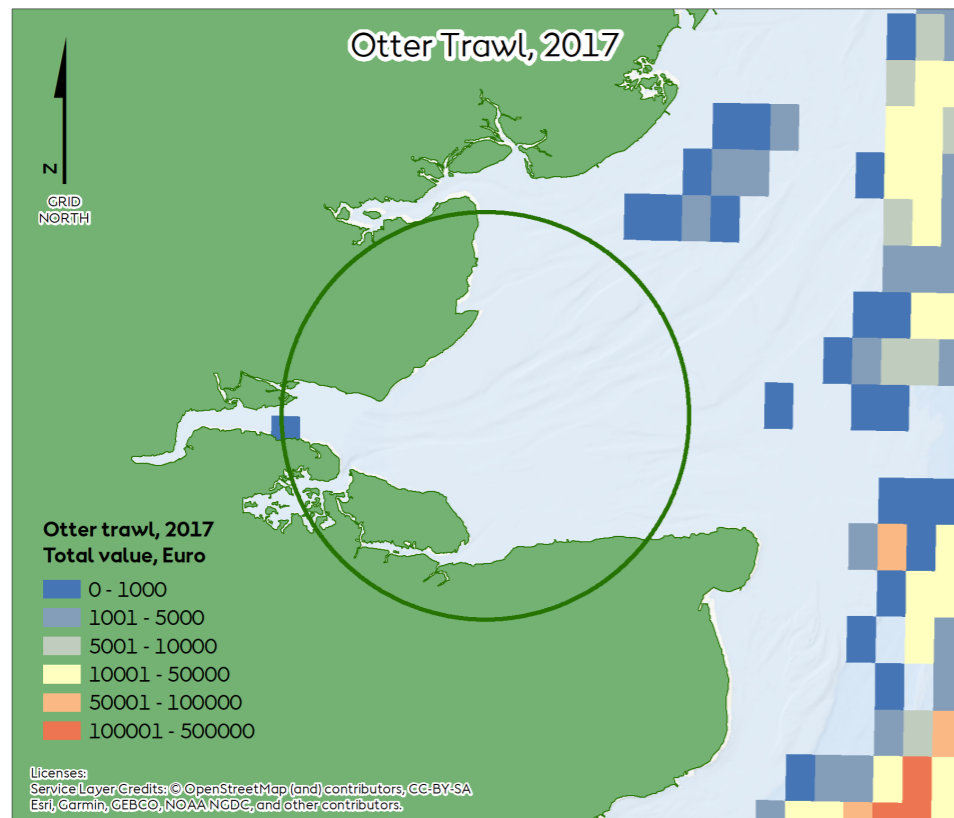 Otter Trawl, 2017
N
GRID
NORTH
Otter trawl, 2017
Total value, Euro
0 - 1000
1001 - 5000
5001 - 10000
10001 - 50000
50001 - 100000
100001 - 500000
Licenses:
Service Layer Credits: © OpenStreetMap (and) contributors, CC-BY-SA
Esri, Garmin, GEBCO, NOAA NGDC, and other contributors.